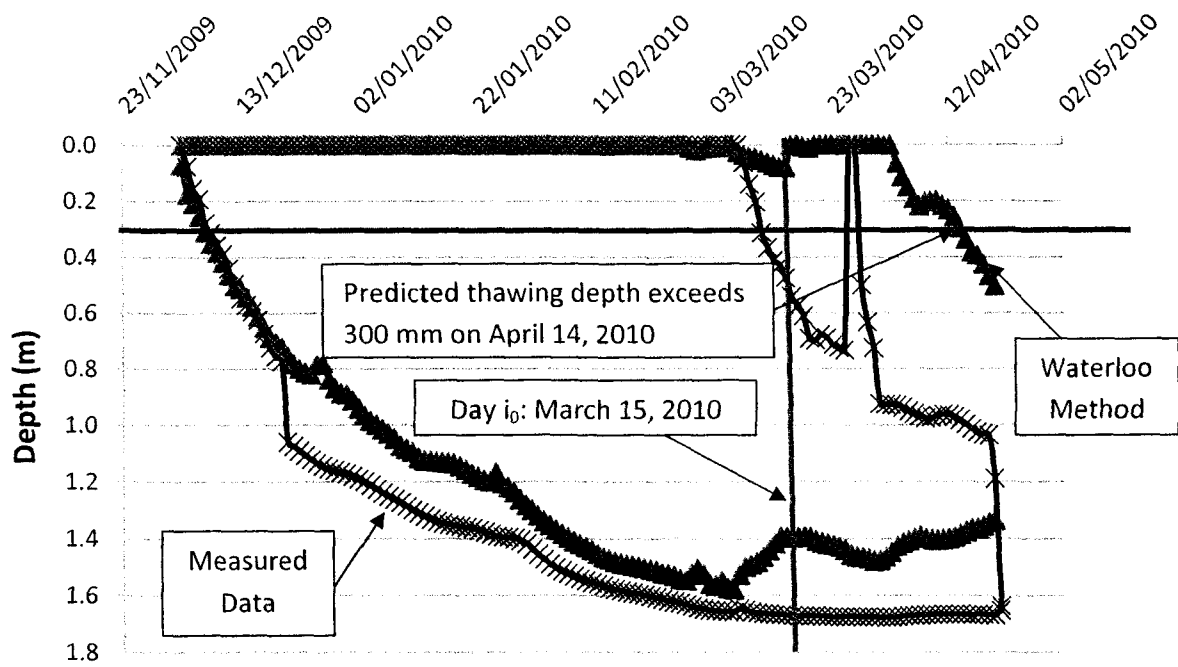 23/11/2009
13/12/2009
02/01/2010
22/01/2010
11/02/2010
03/03/2010
23/03/2010
12/04/2010
02/05/2010
0.0
0.2
0.4
0.6
0.8
1.0
1.2
1.4
1.6
1.8
Depth (m)
Predicted thawing depth exceeds
300 mm on April 14, 2010
Day i₀: March 15, 2010
Waterloo
Method
Measured
Data